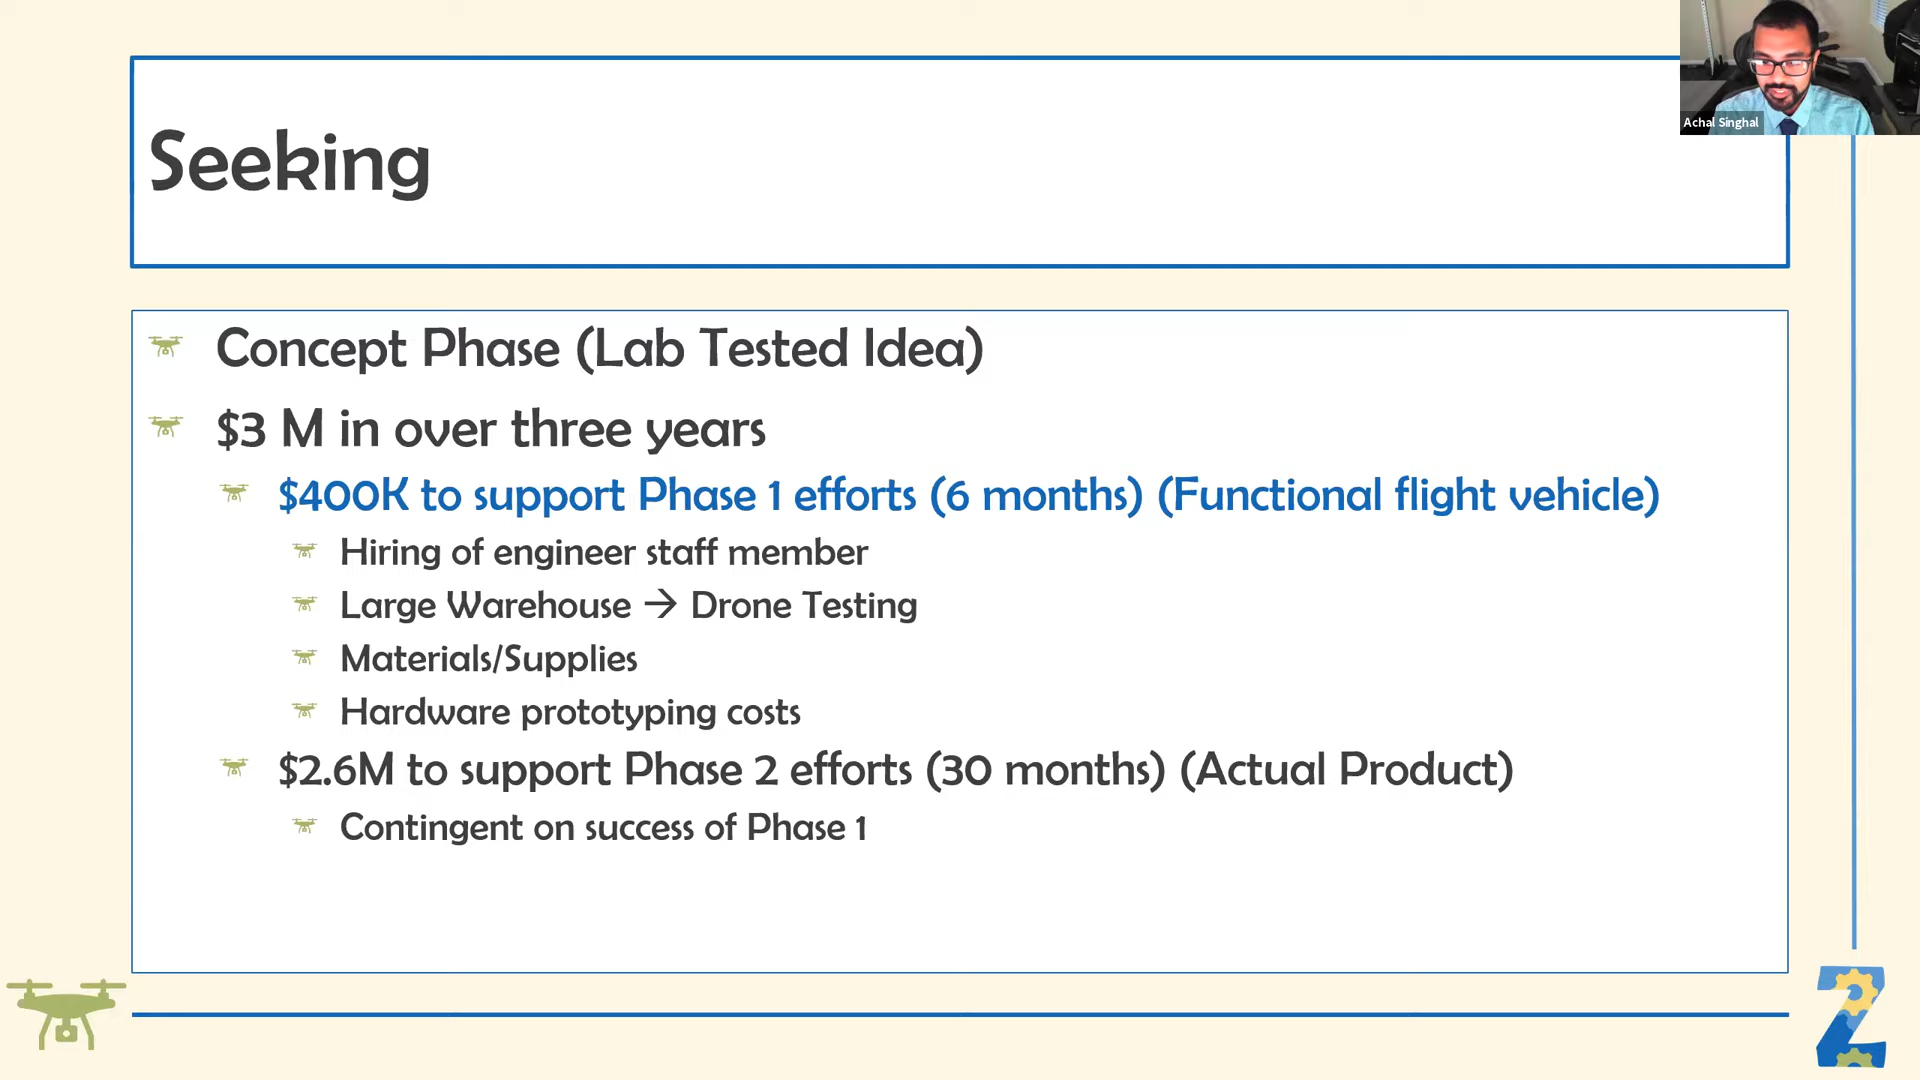 Achal Singhal
Seeking
Concept Phase (Lab Tested Idea)
$3 M in over three years
$400K to support Phase 1 efforts (6 months) (Functional flight vehicle)
Hiring of engineer staff member
Large Warehouse → Drone Testing
Materials/Supplies
Hardware prototyping costs
$2.6M to support Phase 2 efforts (30 months) (Actual Product)
Contingent on success of Phase 1
Z